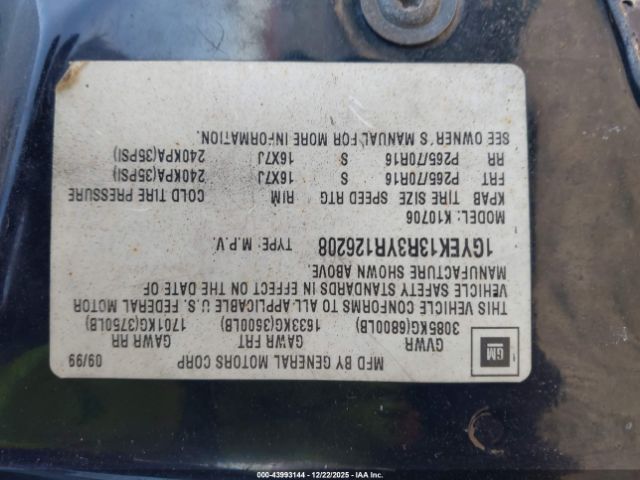 MFD BY GENERAL MOTORS CORP 09/99
GM
GVWR GAWR FRT GAWR RR
3085KG(6800LB) 1633KG(3600LB) 1701KG(3750LB)
THIS VEHICLE CONFORMS TO ALL APPLICABLE U.S. FEDERAL MOTOR
VEHICLE SAFETY STANDARDS IN EFFECT ON THE DATE OF
MANUFACTURE SHOWN ABOVE.
1GYEK13R3YR126208 TYPE: M.P.V.
MODEL: K10706
KPAB TIRE SIZE SPEED RTG RIM COLD TIRE PRESSURE
FRT P265/70R16 S 16X7J 240KPA(35PSI)
RR P265/70R16 S 16X7J 240KPA(35PSI)
SEE OWNER'S MANUAL FOR MORE INFORMATION.
000-43993144 - 12/22/2025 - IAA Inc.